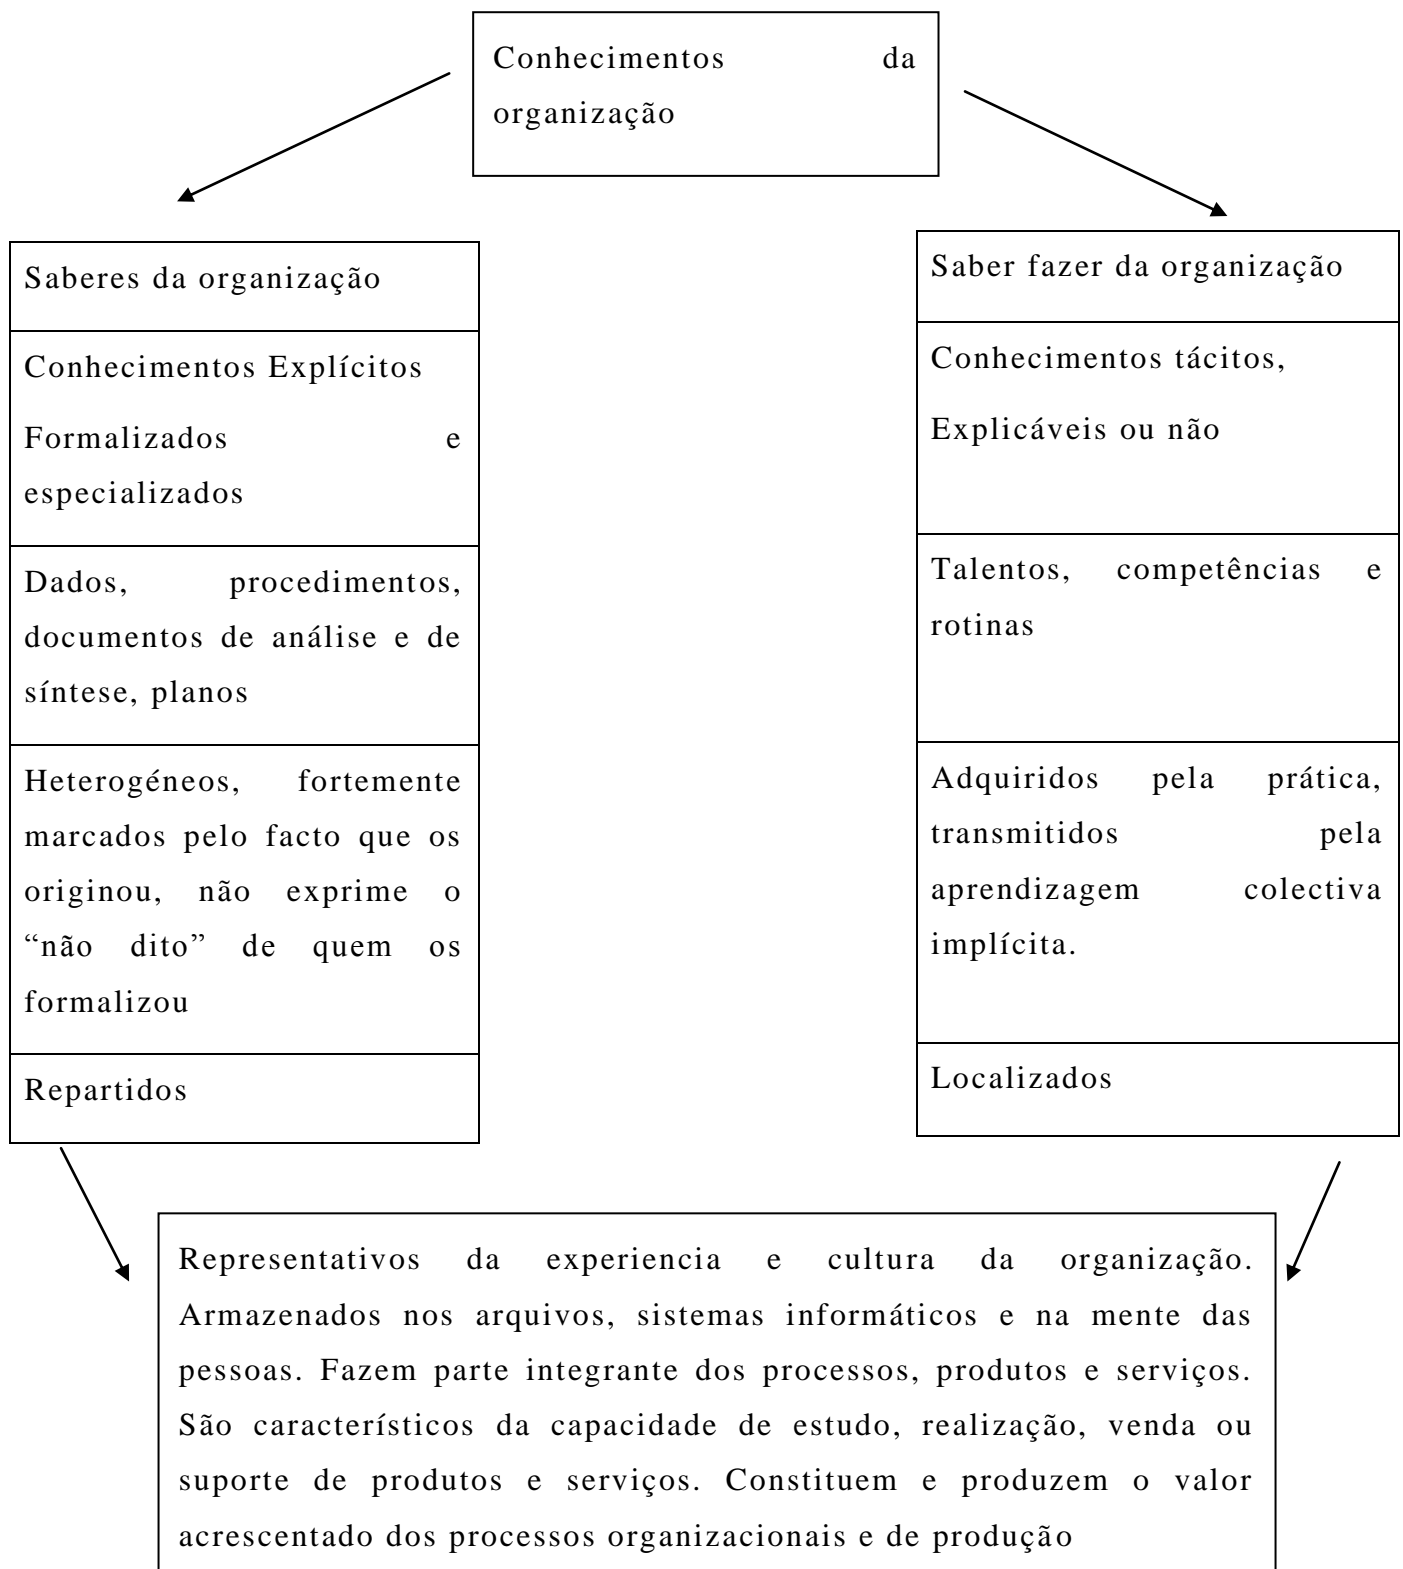 Conhecimentos da
organização
Saberes da organização
Conhecimentos Explícitos
Formalizados e
especializados
Dados, procedimentos,
documentos de análise e de
síntese, planos
Heterogéneos, fortemente
marcados pelo facto que os
originou, não exprime o
“não dito” de quem os
formalizou
Repartidos
Saber fazer da organização
Conhecimentos tácitos,
Explicáveis ou não
Talentos, competências e
rotinas
Adquiridos pela prática,
transmitidos pela
aprendizagem colectiva
implícita.
Localizados
Representativos da experiencia e cultura da organização.
Armazenados nos arquivos, sistemas informáticos e na mente das
pessoas. Fazem parte integrante dos processos, produtos e serviços.
São característicos da capacidade de estudo, realização, venda ou
suporte de produtos e serviços. Constituem e produzem o valor
acrescentado dos processos organizacionais e de produção